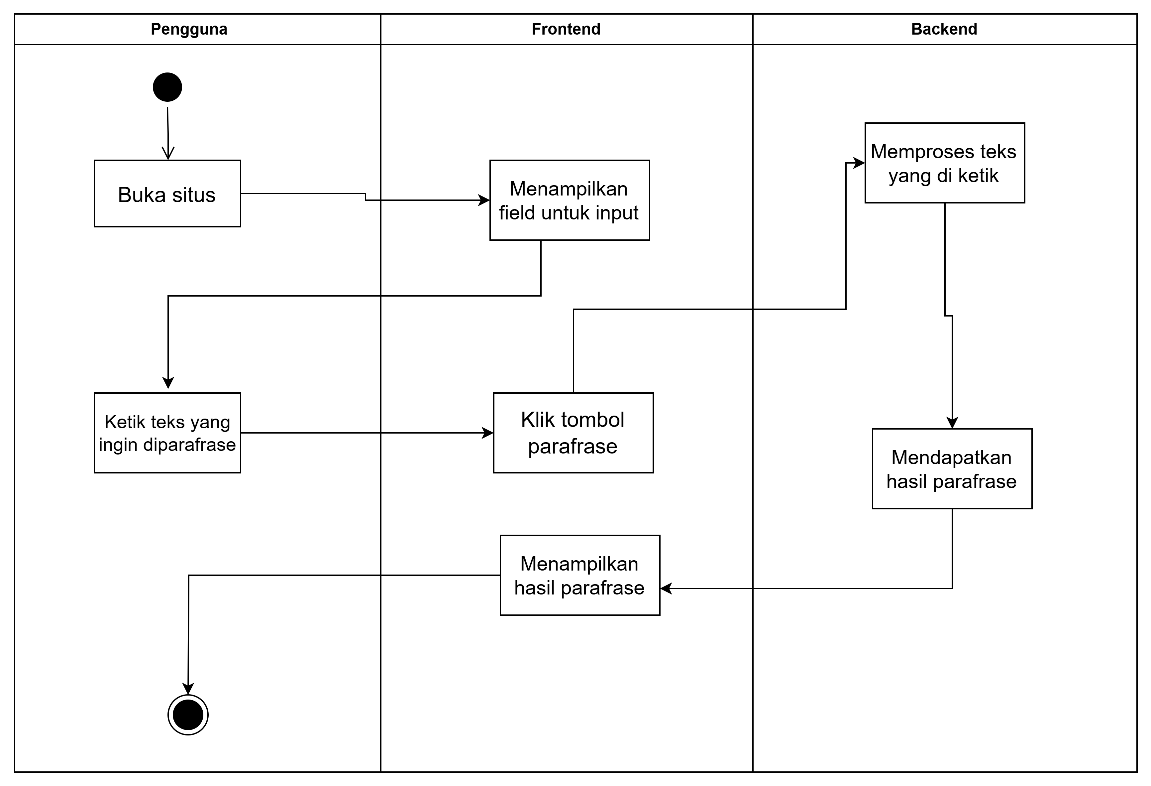 Pengguna
Frontend
Backend
Buka situs
Menampilkan
field untuk input
Memproses teks
yang di ketik
Ketik teks yang
ingin diparafrase
Klik tombol
parafrase
Mendapatkan
hasil parafrase
Menampilkan
hasil parafrase